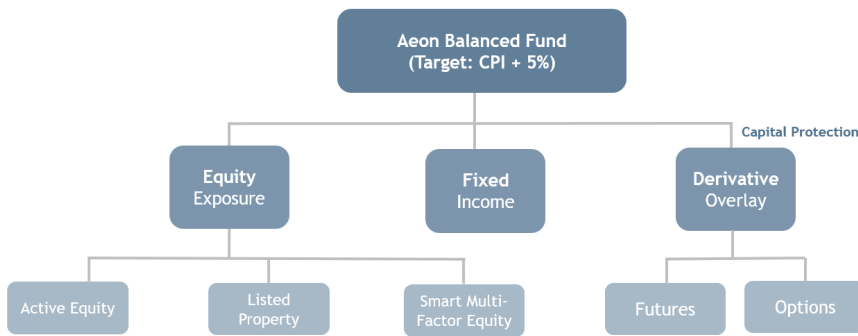 Aeon Balanced Fund
(Target: CPI + 5%)
Capital Protection
Equity
Exposure
Fixed
Income
Derivative
Overlay
Active Equity
Listed
Property
Smart Multi-
Factor Equity
Futures
Options